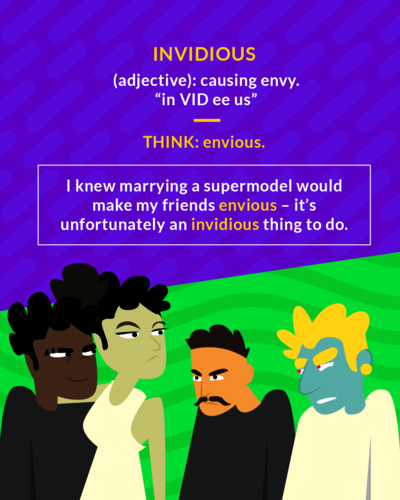 INVIDIOUS
(adjective): causing envy.
“in VID ee us”
THINK: envious.
I knew marrying a supermodel would
make my friends envious – it’s
unfortunately an invidious thing to do.